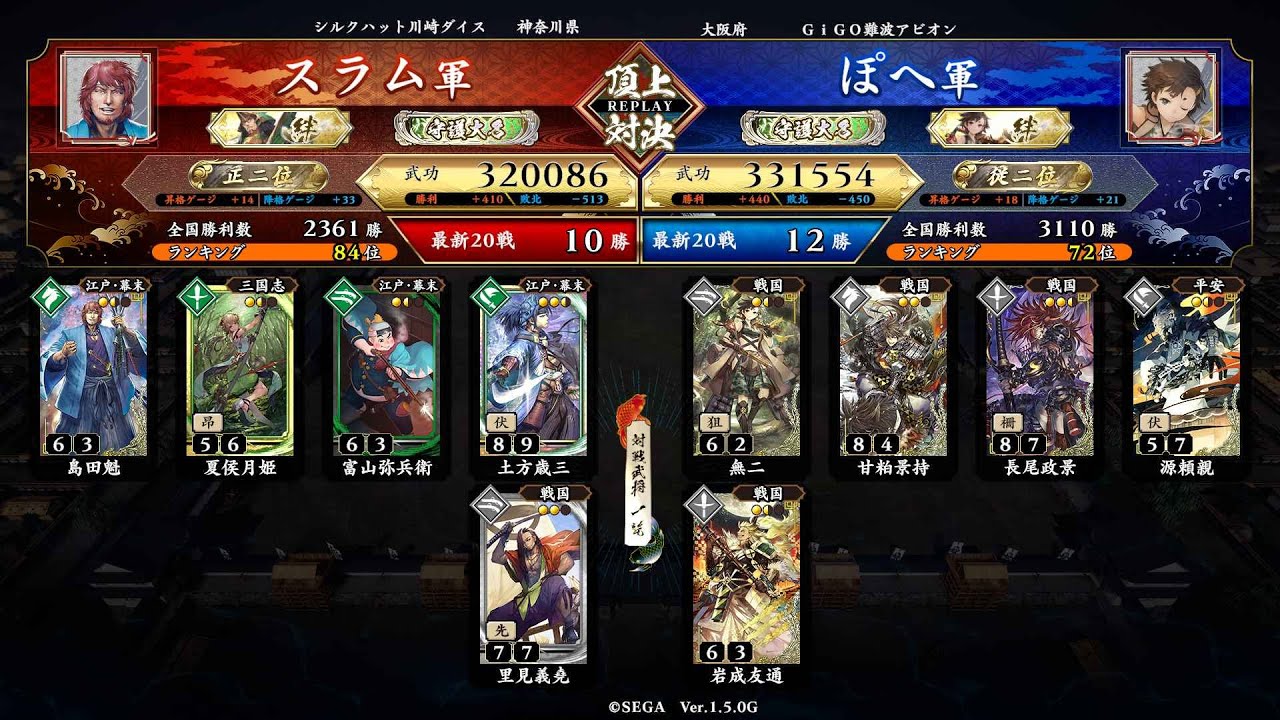 シルクハット川崎ダイス 神奈川県
大阪府 GiGO難波アビオン
スラム軍
頂上
REPLAY
対決
ぽへ軍
絆
守護大名
守護大名
絆
正二位
武功 320086
武功 331554
従二位
昇格ゲージ +14 降格ゲージ +33
勝利 +410 敗北 -513
勝利 +440 敗北 -450
昇格ゲージ +18 降格ゲージ +21
全国勝利数 2361勝
ランキング 84位
最新20戦 10勝
最新20戦 12勝
全国勝利数 3110勝
ランキング 72位
江戸・幕末
三国志
江戸・幕末
江戸・幕末
戦国
戦国
戦国
平安
昴
伏
狙
柵
伏
6 3
5 6
6 3
8 9
6 2
8 4
8 7
5 7
島田魁
夏侯月姫
富山弥兵衛
土方歳三
無二
甘粕景持
長尾政景
源頼親
対戦武将一覧
戦国
戦国
先
7 7
6 3
里見義堯
岩成友通
©SEGA Ver.1.5.0G